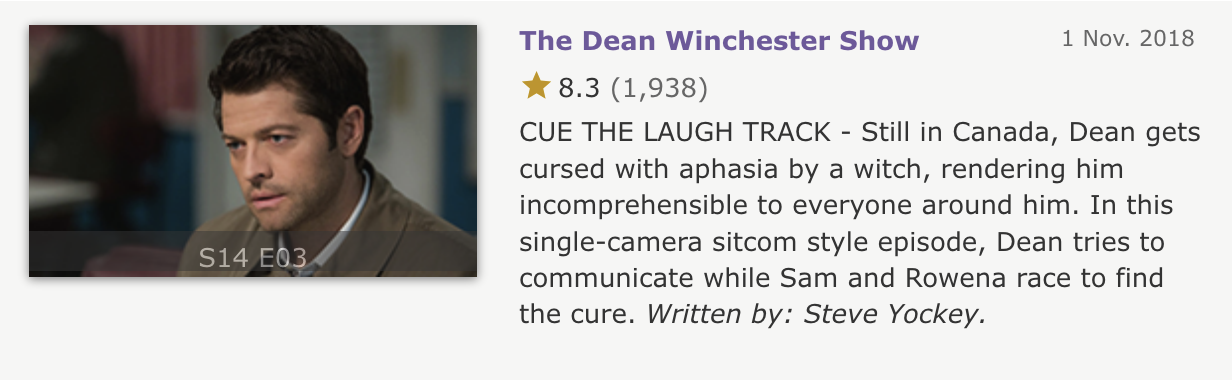 The Dean Winchester Show
1 Nov. 2018
8.3 (1,938)
CUE THE LAUGH TRACK - Still in Canada, Dean gets
cursed with aphasia by a witch, rendering him
incomprehensible to everyone around him. In this
single-camera sitcom style episode, Dean tries to
communicate while Sam and Rowena race to find
the cure. Written by: Steve Yockey.
S14 E03